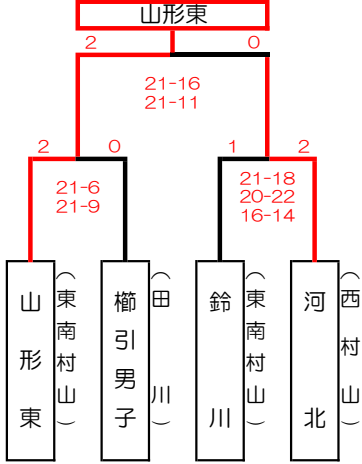 山形東
2 0
21-16
21-11
2 0 1 2
21-6
21-9
21-18
20-22
16-14
山形東
（東南村山）
櫛引男子
（田川）
鈴川
（東南村山）
河北
（西村山）